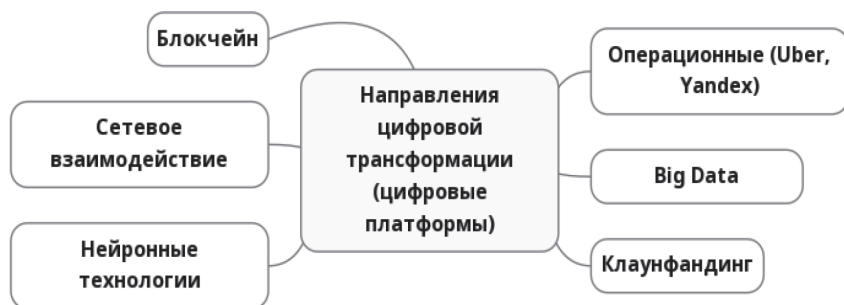 Блокчейн
Сетевое
взаимодействие
Нейронные
технологии
Направления
цифровой
трансформации
(цифровые
платформы)
Операционные (Uber,
Yandex)
Big Data
Клаунфандинг